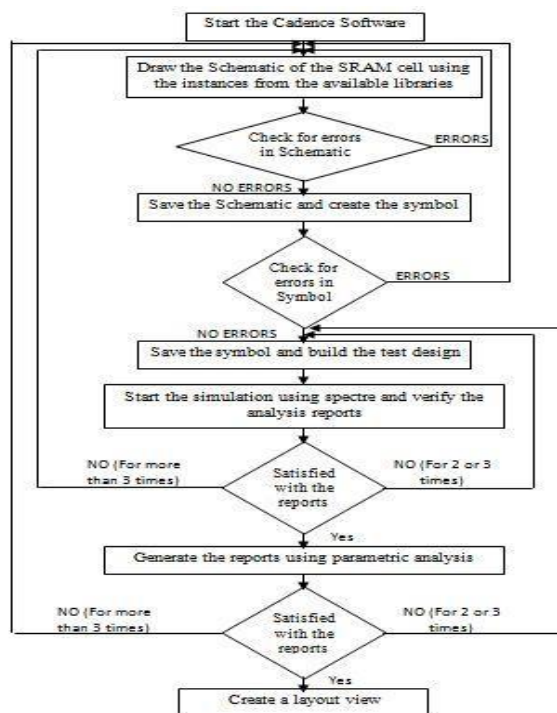 Start the Cadence Software
Draw the Schematic of the SRAM cell using
the instances from the available libraries
Check for errors
in Schematic
ERRORS
NO ERRORS
Save the Schematic and create the symbol
Check for
errors in
Symbol
ERRORS
NO ERRORS
Save the symbol and build the test design
Start the simulation using spectre and verify the
analysis reports
NO (For more
than 3 times)
Satisfied
with the
reports
NO (For 2 or 3
times)
Yes
Generate the reports using parametric analysis
NO (For more
than 3 times)
Satisfied
with the
reports
NO (For 2 or 3
times)
Yes
Create a layout view